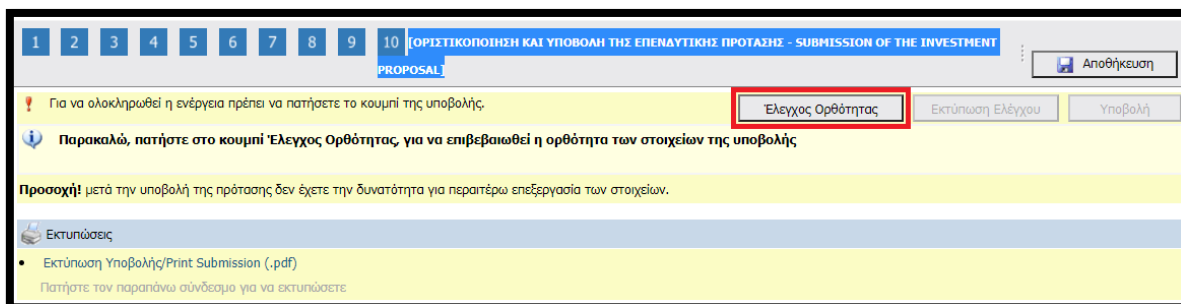 1 2 3 4 5 6 7 8 9 10 [ΟΡΙΣΤΙΚΟΠΟΙΗΣΗ ΚΑΙ ΥΠΟΒΟΛΗ ΤΗΣ ΕΠΕΝΔΥΤΙΚΗΣ ΠΡΟΤΑΣΗΣ - SUBMISSION OF THE INVESTMENT
PROPOSAL]
Αποθήκευση
Για να ολοκληρωθεί η ενέργεια πρέπει να πατήσετε το κουμπί της υποβολής.
Έλεγχος Ορθότητας Εκτύπωση Ελέγχου Υποβολή
Παρακαλώ, πατήστε στο κουμπί Έλεγχος Ορθότητας, για να επιβεβαιωθεί η ορθότητα των στοιχείων της υποβολής
Προσοχή! μετά την υποβολή της πρότασης δεν έχετε την δυνατότητα για περαιτέρω επεξεργασία των στοιχείων.
Εκτυπώσεις
• Εκτύπωση Υποβολής/Print Submission (.pdf)
Πατήστε τον παραπάνω σύνδεσμο για να εκτυπώσετε